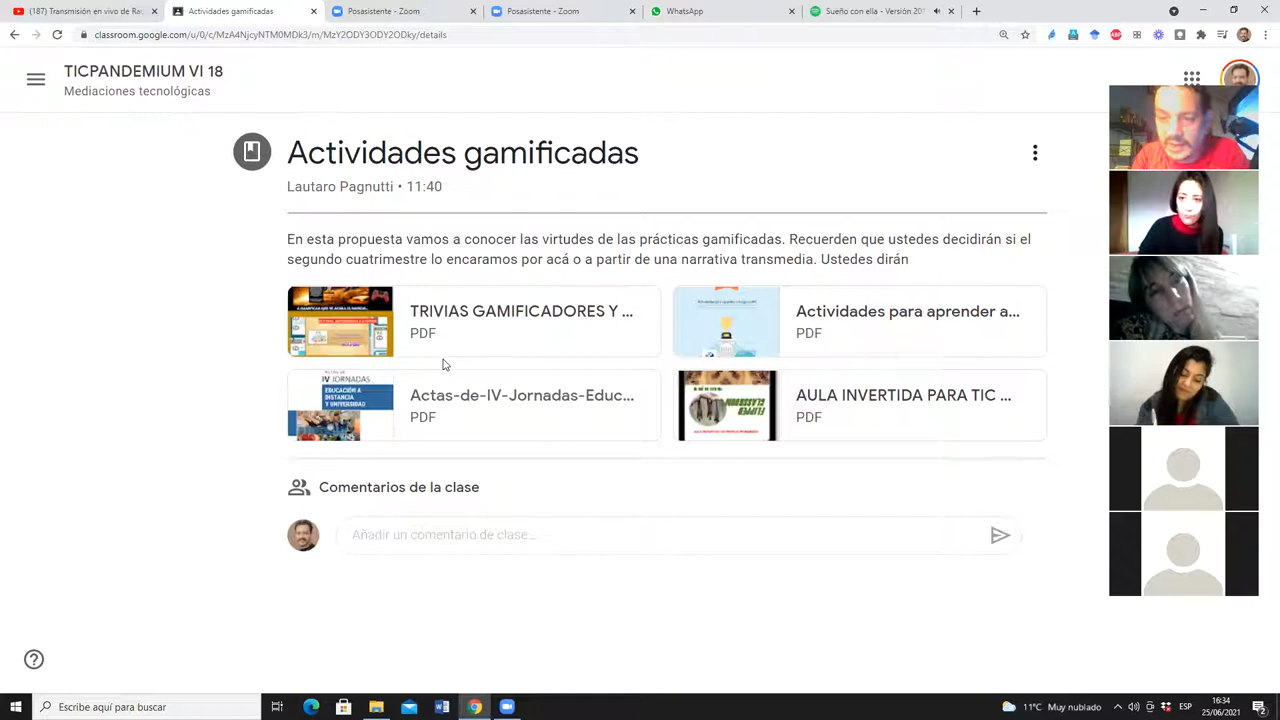 (187) Transmisión en vivo de Ra
Actividades gamificadas
Posasistente - Zoom
Posasistente - Zoom
WhatsApp
Sueño con ella - Versión 201
classroom.google.com/u/0/c/MzA4NjcyNTM0MDk3/m/MzY2ODY3ODY2ODky/details
TICPANDEMIUM VI 18
Mediaciones tecnológicas
Actividades gamificadas
Lautaro Pagnutti • 11:40
En esta propuesta vamos a conocer las virtudes de las prácticas gamificadas. Recuerden que ustedes decidirán si el
segundo cuatrimestre lo encaramos por acá o a partir de una narrativa transmedia. Ustedes dirán
TRIVIAS GAMIFICADORES Y ...
PDF
Actividades para aprender a...
PDF
IV JORNADAS
EDUCACIÓN A
DISTANCIA
Y UNIVERSIDAD
Actas-de-IV-Jornadas-Educ...
PDF
AULA INVERTIDA PARA TIC ...
PDF
Comentarios de la clase
Añadir un comentario de clase...
Escribe aquí para buscar
11°C Muy nublado
ESP
16:34
25/06/2021
2